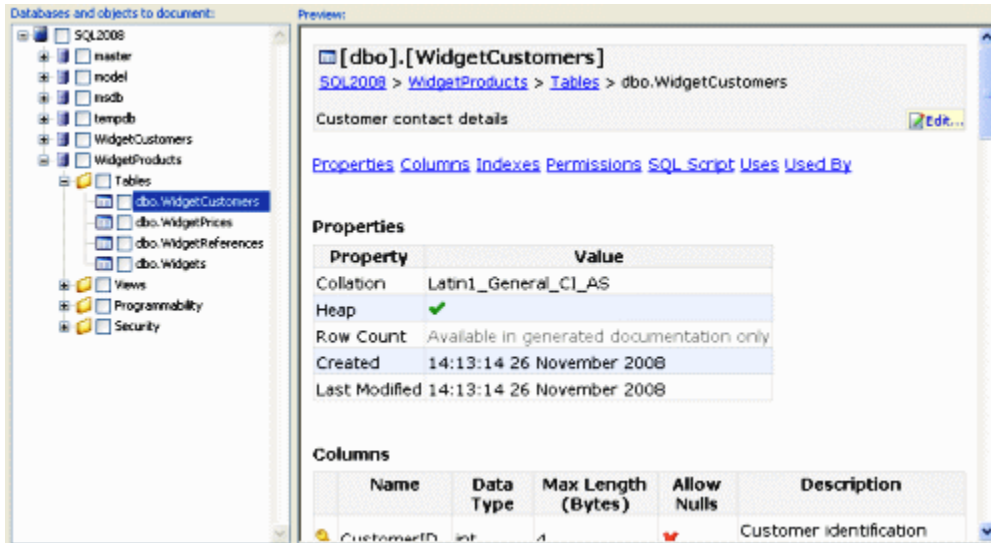 Databases and objects to document:
SQL2008
master
model
msdb
tempdb
WidgetCustomers
WidgetProducts
Tables
dbo.WidgetCustomers
dbo.WidgetPrices
dbo.WidgetReferences
dbo.Widgets
Views
Programmability
Security
Preview:
[dbo].[WidgetCustomers]
SQL2008 > WidgetProducts > Tables > dbo.WidgetCustomers
Customer contact details
Edit...
Properties Columns Indexes Permissions SQL Script Uses Used By
Properties
Property Value
Collation Latin1_General_CI_AS
Heap
Row Count Available in generated documentation only
Created 14:13:14 26 November 2008
Last Modified 14:13:14 26 November 2008
Columns
Name Data Type Max Length (Bytes) Allow Nulls Description
CustomerID int 4 Customer identification